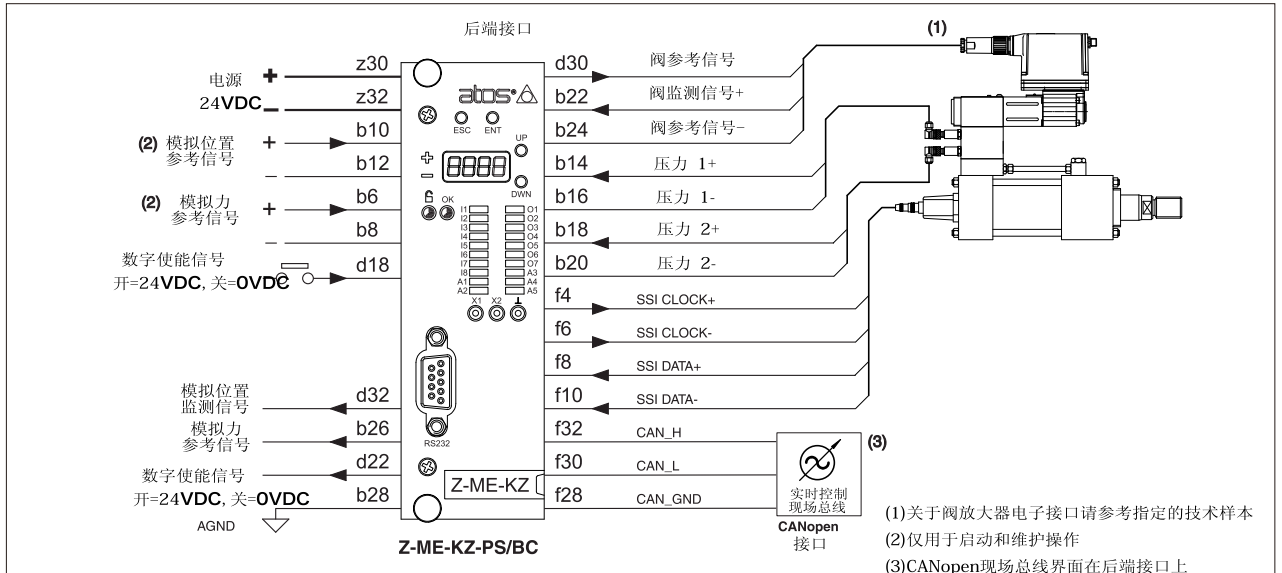 后端接口
(1)
电源
24VDC
+
−
z30
z32
(2) 模拟位置
参考信号
+
−
b10
b12
(2) 模拟力
参考信号
+
−
b6
b8
数字使能信号
开=24VDC, 关=0VDC
d18
模拟位置
监测信号
d32
模拟力
参考信号
b26
数字使能信号
开=24VDC, 关=0VDC
d22
b28
AGND
atos®
ESC ENT
UP
+
−
8888
DWN
OK
I1 O1
I2 O2
I3 O3
I4 O4
I5 O5
I6 O6
I7 O7
I8 A3
A1 A4
A2 A5
X1 X2
RS232
Z-ME-KZ
Z-ME-KZ-PS/BC
d30 阀参考信号
b22 阀监测信号+
b24 阀参考信号−
b14 压力 1+
b16 压力 1-
b18 压力 2+
b20 压力 2-
f4 SSI CLOCK+
f6 SSI CLOCK-
f8 SSI DATA+
f10 SSI DATA-
f32 CAN_H
f30 CAN_L
f28 CAN_GND
(3)
实时控制
现场总线
CANopen
接口
(1)关于阀放大器电子接口请参考指定的技术样本
(2)仅用于启动和维护操作
(3)CANopen现场总线界面在后端接口上